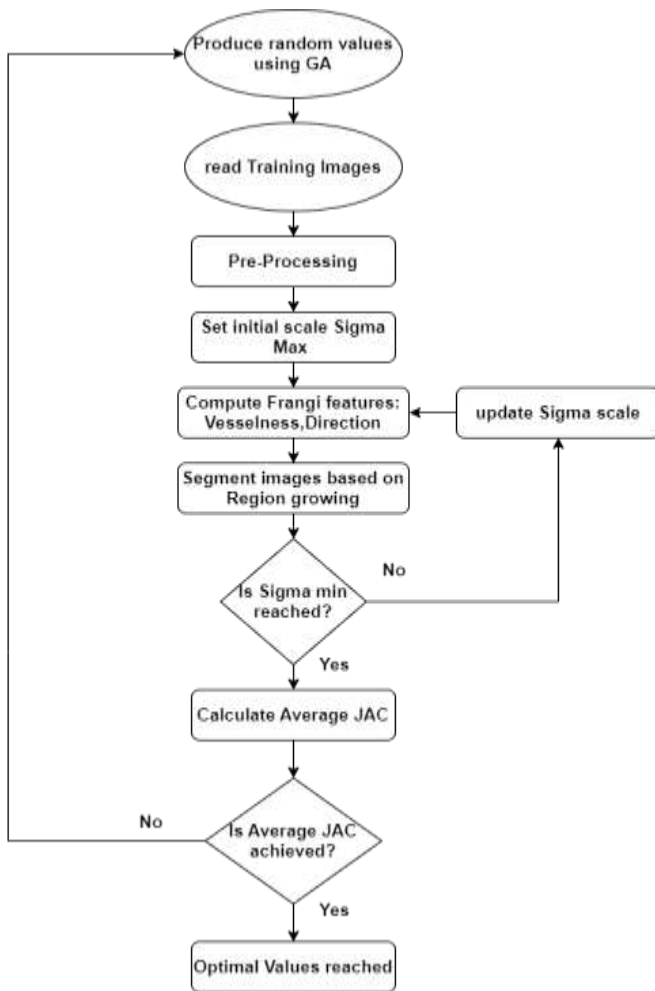 Produce random values
using GA
read Training Images
Pre-Processing
Set initial scale Sigma
Max
Compute Frangi features:
Vesselness,Direction
update Sigma scale
Segment images based on
Region growing
Is Sigma min
reached?
No
Yes
Calculate Average JAC
Is Average JAC
achieved?
No
Yes
Optimal Values reached